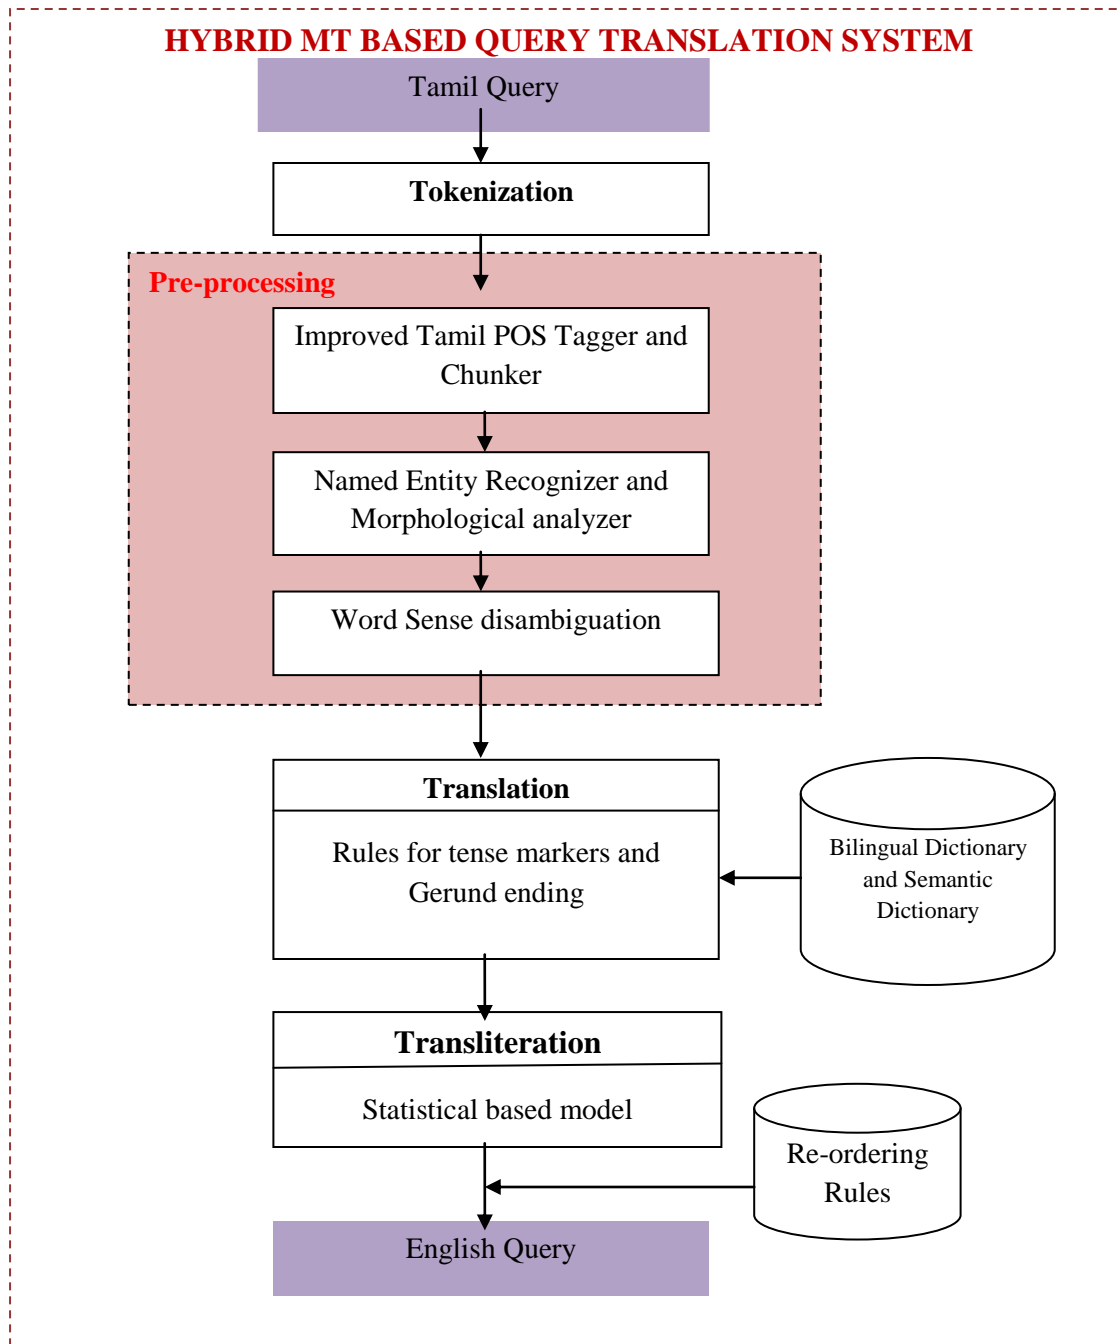 HYBRID MT BASED QUERY TRANSLATION SYSTEM
Tamil Query
Tokenization
Pre-processing
Improved Tamil POS Tagger and
Chunker
Named Entity Recognizer and
Morphological analyzer
Word Sense disambiguation
Translation
Rules for tense markers and
Gerund ending
Bilingual Dictionary
and Semantic
Dictionary
Transliteration
Statistical based model
Re-ordering
Rules
English Query